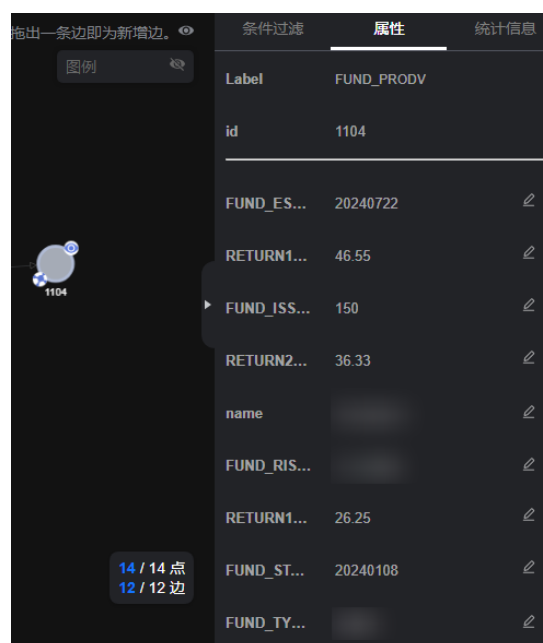 拖出一条边即为新增边。
图例
1104
14 / 14 点
12 / 12 边
条件过滤 属性 统计信息
Label FUND_PRODV
id 1104
FUND_ES... 20240722
RETURN1... 46.55
FUND_ISS... 150
RETURN2... 36.33
name
FUND_RIS...
RETURN1... 26.25
FUND_ST... 20240108
FUND_TY...